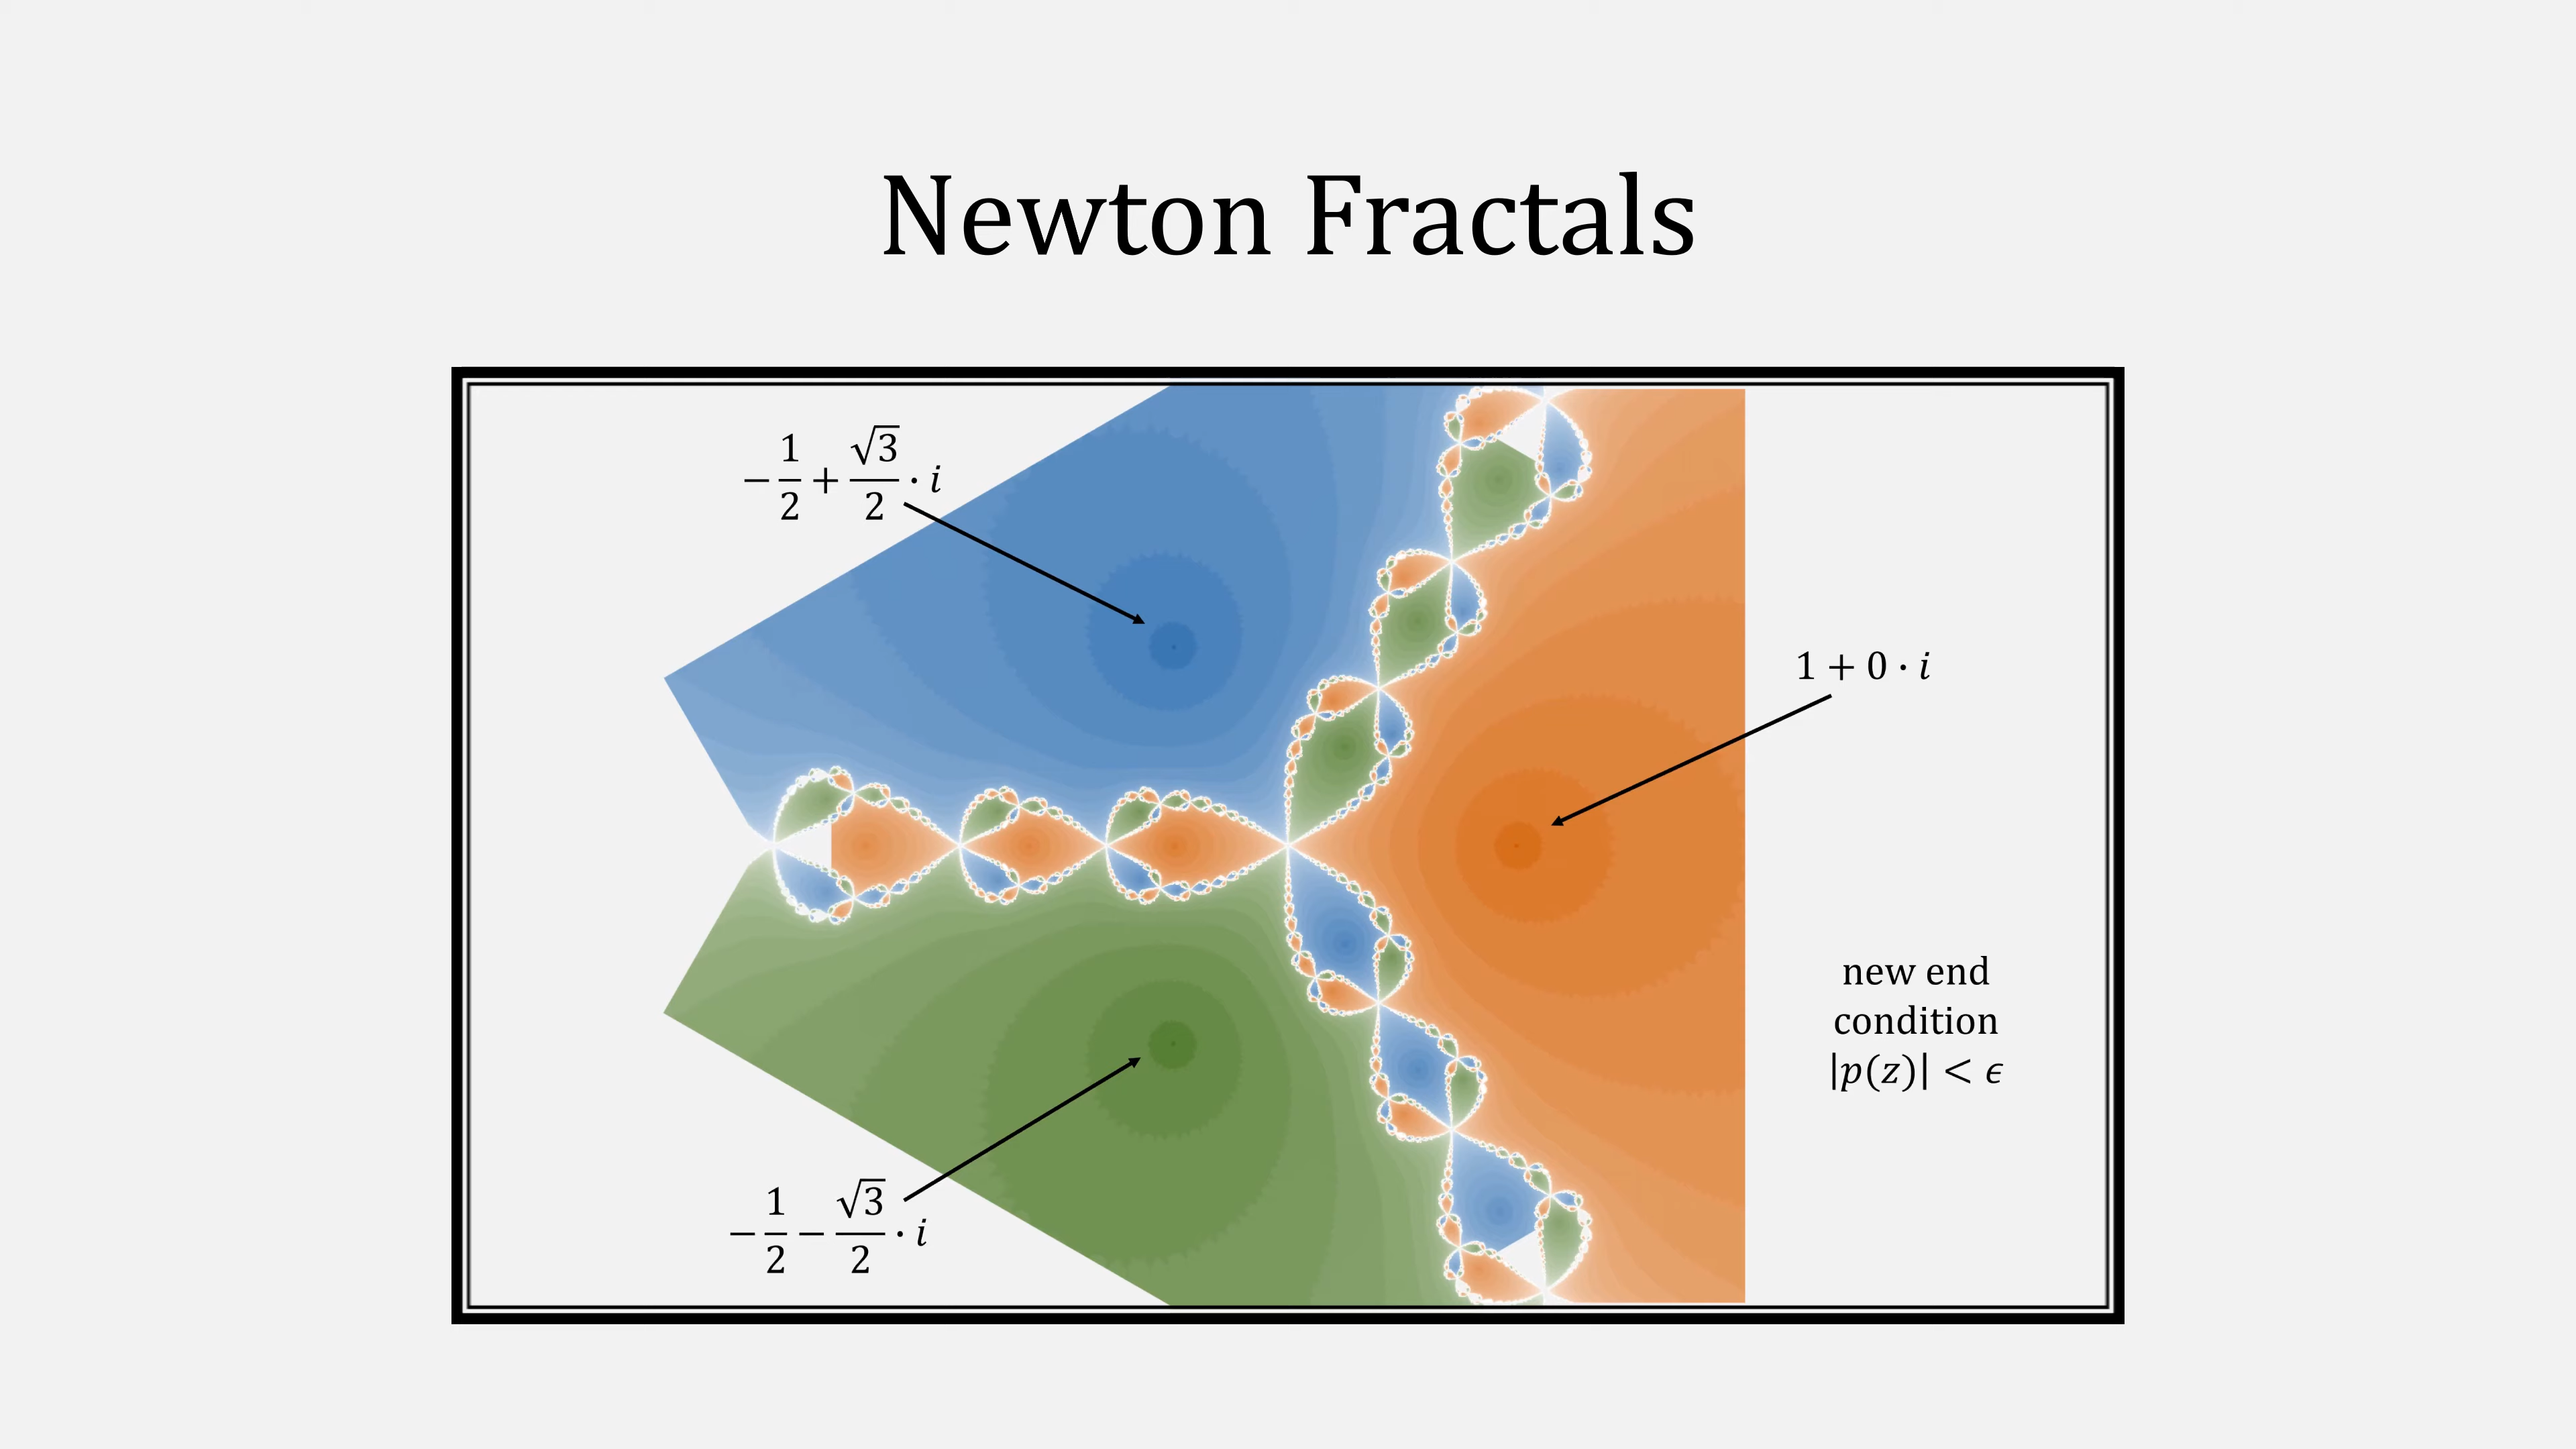 Newton Fractals
−1/2 + √3/2 · i
1 + 0 · i
new end
condition
|p(z)| < ϵ
−1/2 − √3/2 · i